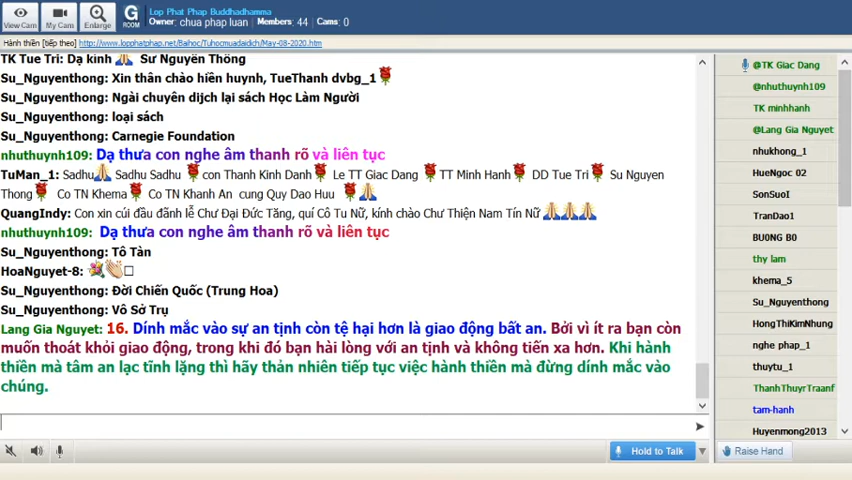 View Cam
My Cam
Enlarge
G
ROOM
Lop Phat Phap Buddhadhamma
Owner: chua phap luan Members: 44 Cams: 0
Hành thiền [tiếp theo] http://www.lopphatphap.net/Baihoc/Tuhocmuadaidich/May-08-2020.htm
TK Tue Tri: Dạ kính 🙏 Sư Nguyên Thông
Su_Nguyenthong: Xin thân chào hiền huynh, TueThanh dvbg_1🌹
Su_Nguyenthong: Ngài chuyên dijch lại sách Học Làm Người
Su_Nguyenthong: loại sách
Su_Nguyenthong: Carnegie Foundation
nhuthuynh109: Dạ thưa con nghe âm thanh rõ và liên tục
TuMan_1: Sadhu🙏 Sadhu Sadhu 🌹con Thanh Kinh Danh🌹 Le TT Giac Dang 🌹TT Minh Hanh🌹 DD Tue Tri🌹 Su Nguyen
Thong🌹 Co TN Khema🌹 Co TN Khanh An cung Quy Dao Huu 🌹🙏
QuangIndy: Con xin cúi đầu đãnh lễ Chư Đại Đức Tăng, quí Cô Tu Nữ, kính chào Chư Thiện Nam Tín Nữ 🙏🙏🙏
nhuthuynh109: Dạ thưa con nghe âm thanh rõ và liên tục
Su_Nguyenthong: Tô Tàn
HoaNguyet-8: 💐👏□
Su_Nguyenthong: Đời Chiến Quốc (Trung Hoa)
Su_Nguyenthong: Vô Sở Trụ
Lang Gia Nguyet: 16. Dính mắc vào sự an tịnh còn tệ hại hơn là giao động bất an. Bởi vì ít ra bạn còn
muốn thoát khỏi giao động, trong khi đó bạn hài lòng với an tịnh và không tiến xa hơn. Khi hành
thiền mà tâm an lạc tĩnh lặng thì hãy thản nhiên tiếp tục việc hành thiền mà đừng dính mắc vào
chúng.
Hold to Talk
@TK Giac Dang
@nhuthuynh109
TK minhhanh
@Lang Gia Nguyet
nhukhong_1
HueNgoc 02
SonSuoI
TranDao1
BU0NG B0
thy lam
khema_5
Su_Nguyenthong
HongThiKimNhung
nghe phap_1
thuytu_1
ThanhThuyrTraanf
tam-hanh
Huyenmong2013
Raise Hand